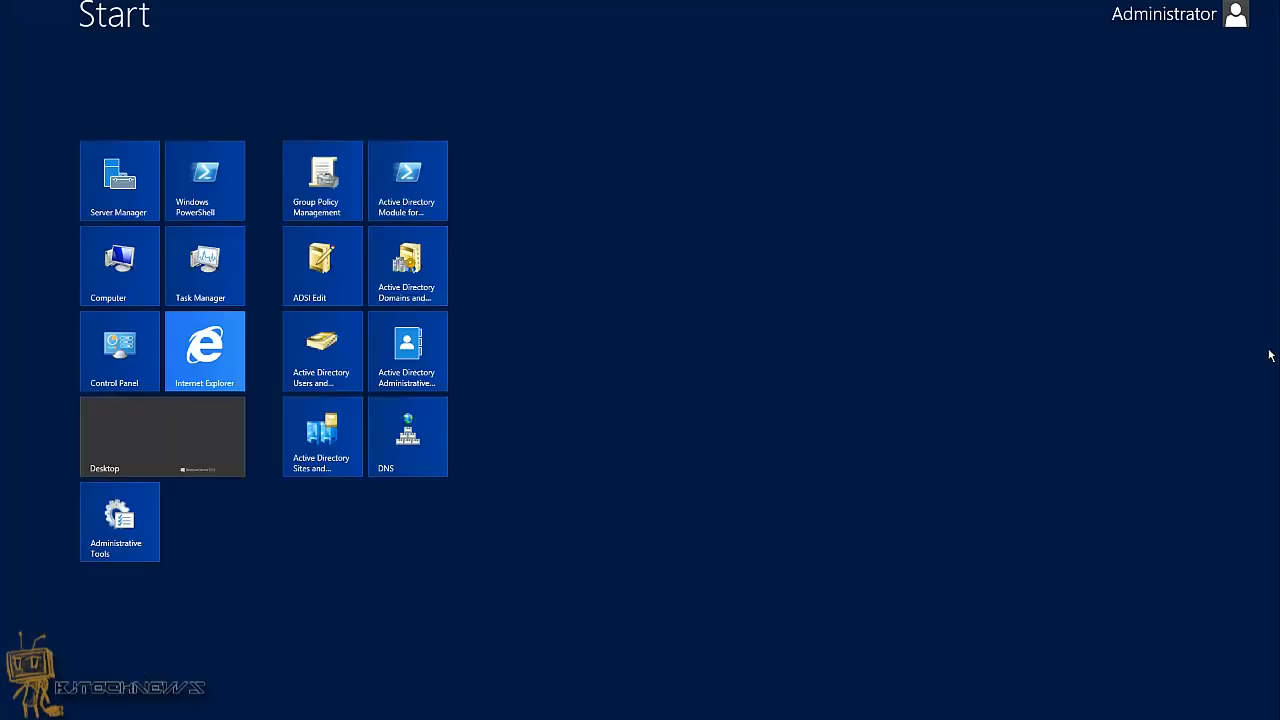 Start
Administrator
Server Manager
Windows
PowerShell
Group Policy
Management
Active Directory
Module for...
Computer
Task Manager
ADSI Edit
Active Directory
Domains and...
Control Panel
Internet Explorer
Active Directory
Users and...
Active Directory
Administrative...
Desktop
Active Directory
Sites and...
DNS
Administrative
Tools
BJTECHNEWS